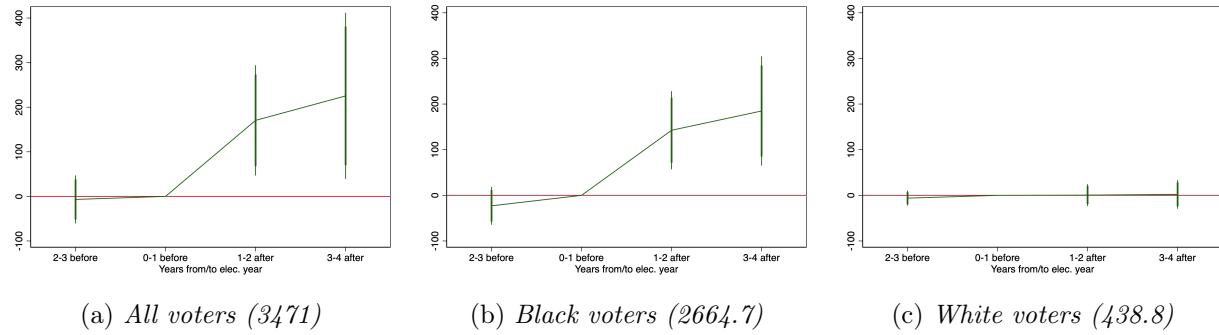 400
300
200
100
0
-100
2-3 before 0-1 before 1-2 after 3-4 after
Years from/to elec. year
(a) All voters (3471)
400
300
200
100
0
-100
2-3 before 0-1 before 1-2 after 3-4 after
Years from/to elec. year
(b) Black voters (2664.7)
400
300
200
100
0
-100
2-3 before 0-1 before 1-2 after 3-4 after
Years from/to elec. year
(c) White voters (438.8)